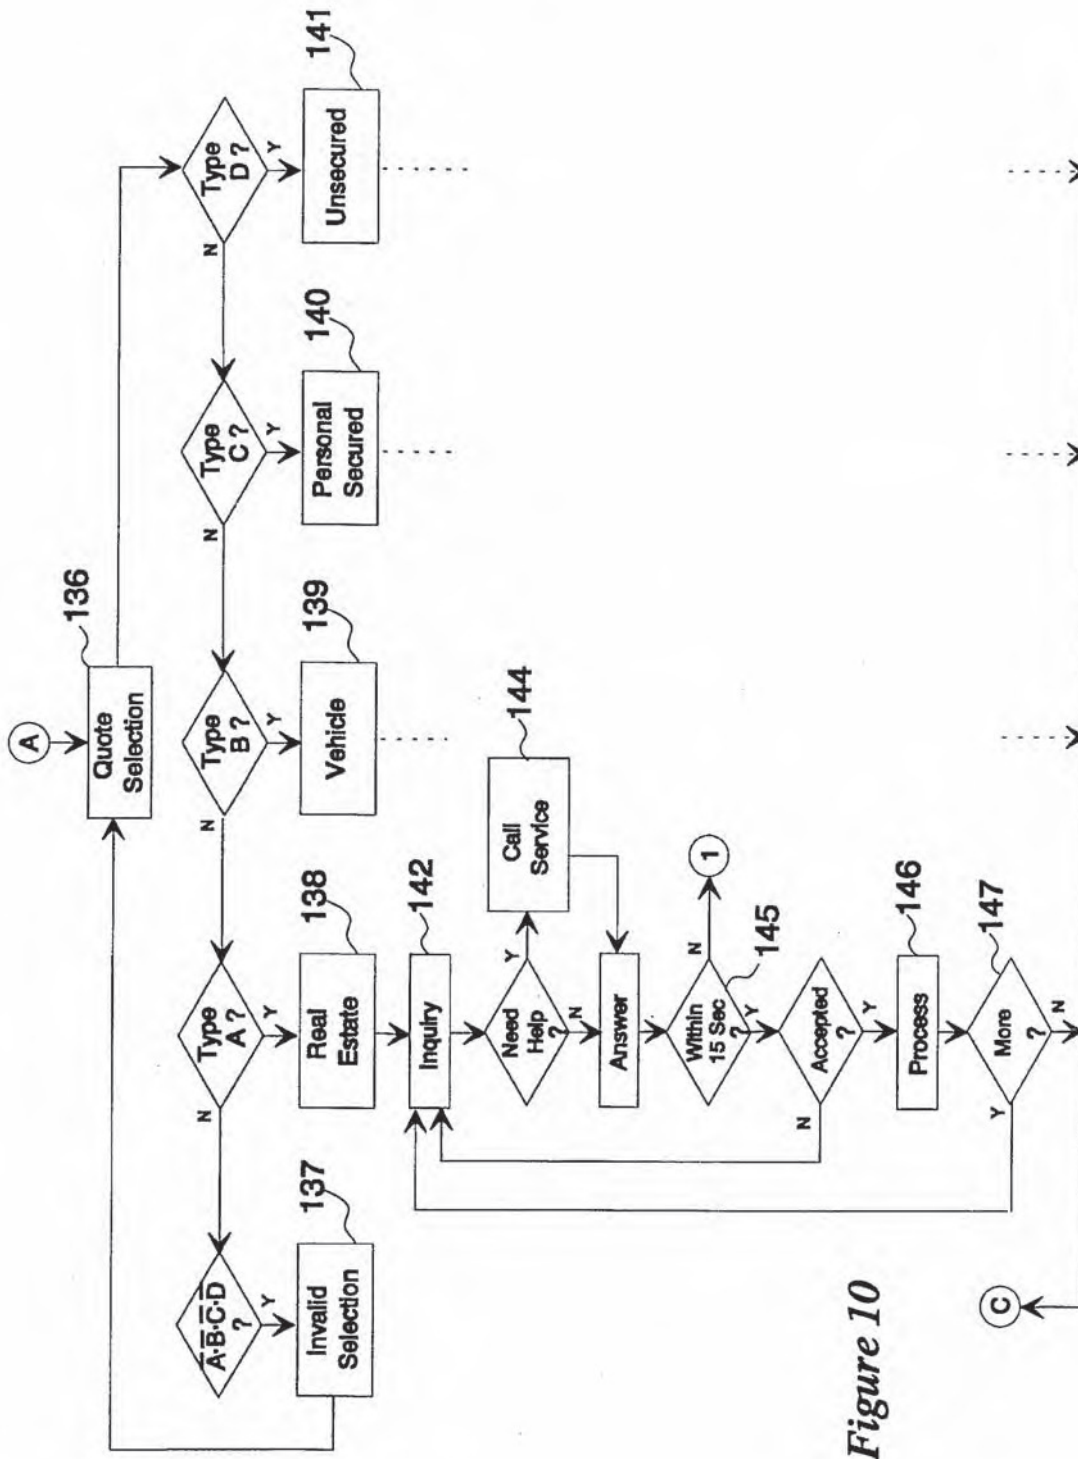 A
136
Quote
Selection
Type
D ?
N
Y
Type
C ?
N
Y
Type
B ?
N
Y
Type
A ?
N
Y
A·B·C·D
?
Y
141
Unsecured
140
Personal
Secured
139
Vehicle
138
Real
Estate
137
Invalid
Selection
142
Inquiry
144
Call
Service
Need
Help
?
Y
N
Answer
1
Within
15 Sec
?
N
Y
145
Accepted
?
N
Y
146
Process
147
More
?
Y
N
C
Figure 10